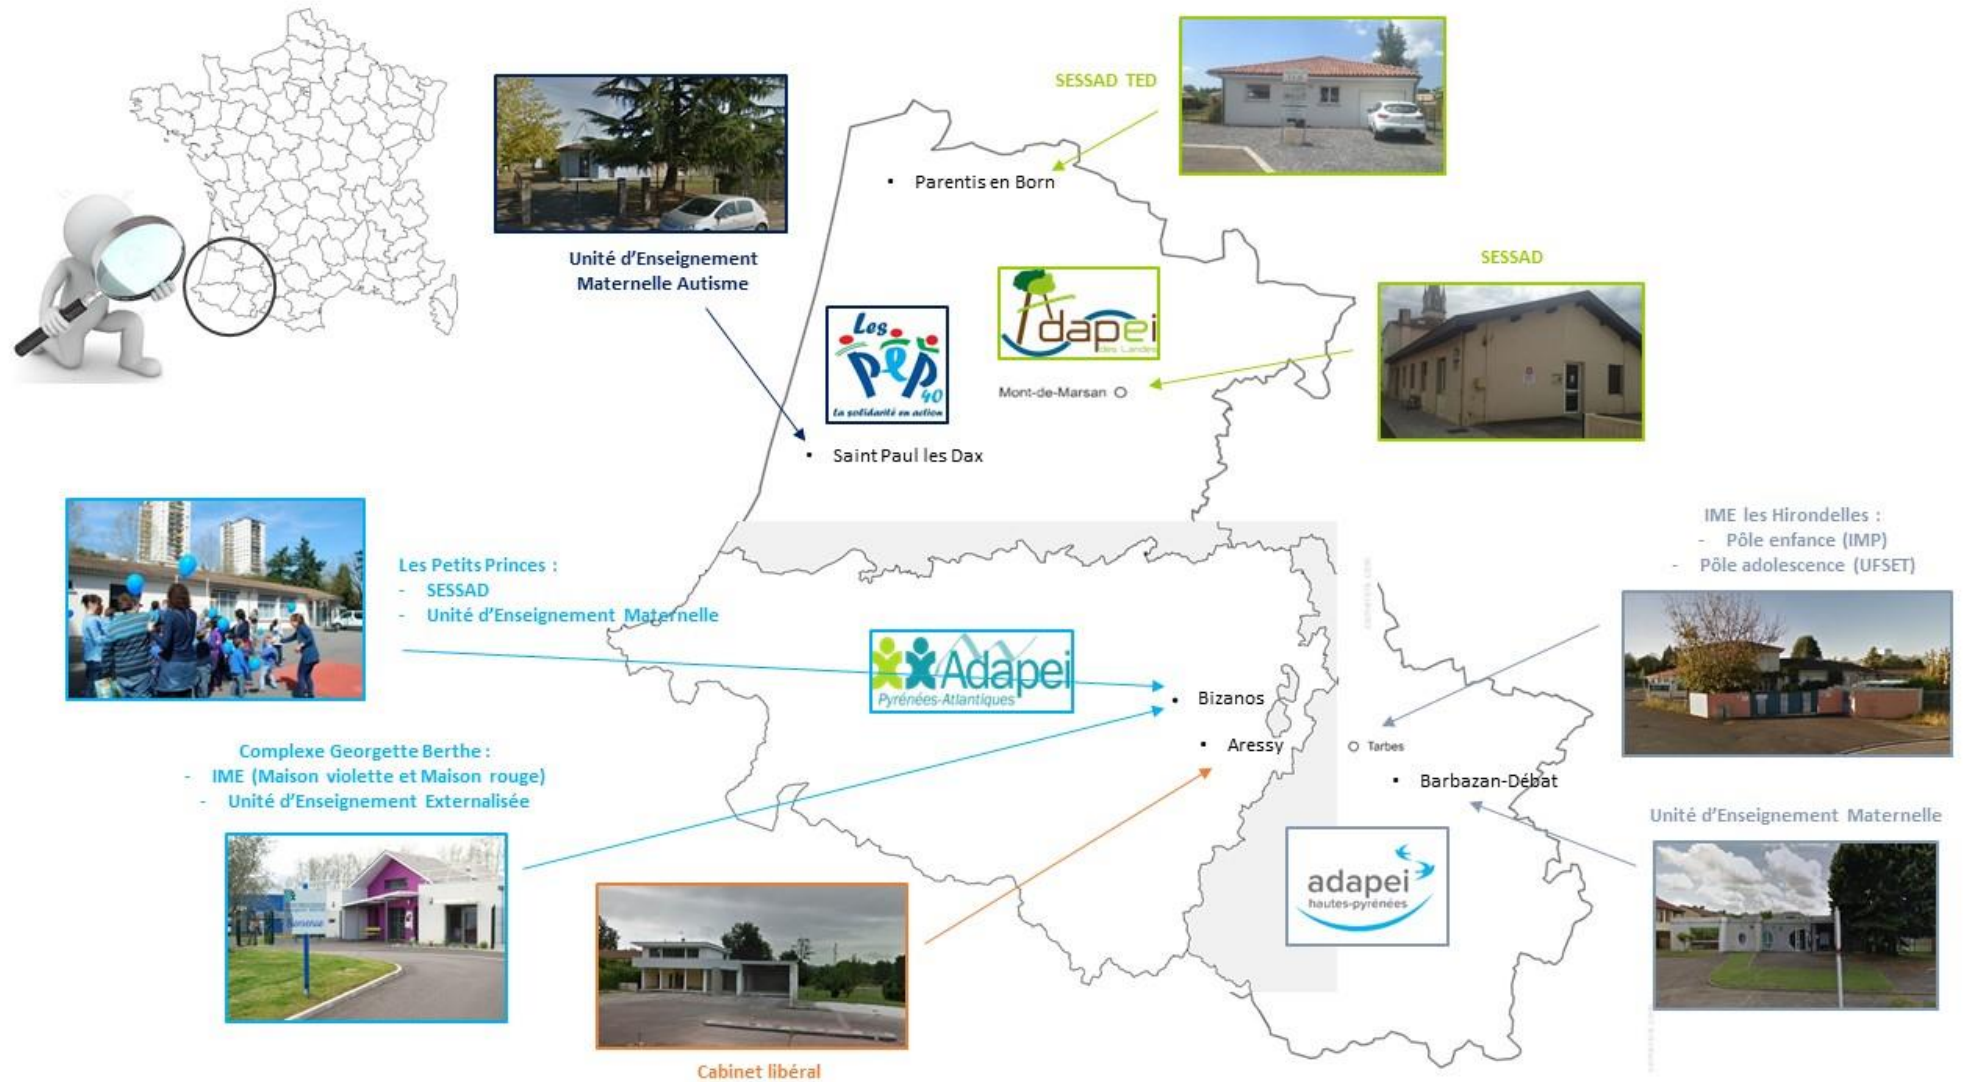 SESSAD TED
Parentis en Born
Unité d’Enseignement
Maternelle Autisme
SESSAD
Adapei
des Landes
Les
PEP
40
La solidarité en action
Mont-de-Marsan
Saint Paul les Dax
IME les Hirondelles :
- Pôle enfance (IMP)
- Pôle adolescence (UFSET)
Les Petits Princes :
- SESSAD
- Unité d’Enseignement Maternelle
Adapei
Pyrénées-Atlantiques
Bizanos
Aressy
Tarbes
Barbazan-Débat
Complexe Georgette Berthe :
- IME (Maison violette et Maison rouge)
- Unité d’Enseignement Externalisée
Unité d’Enseignement Maternelle
adapei
hautes-pyrénées
Cabinet libéral